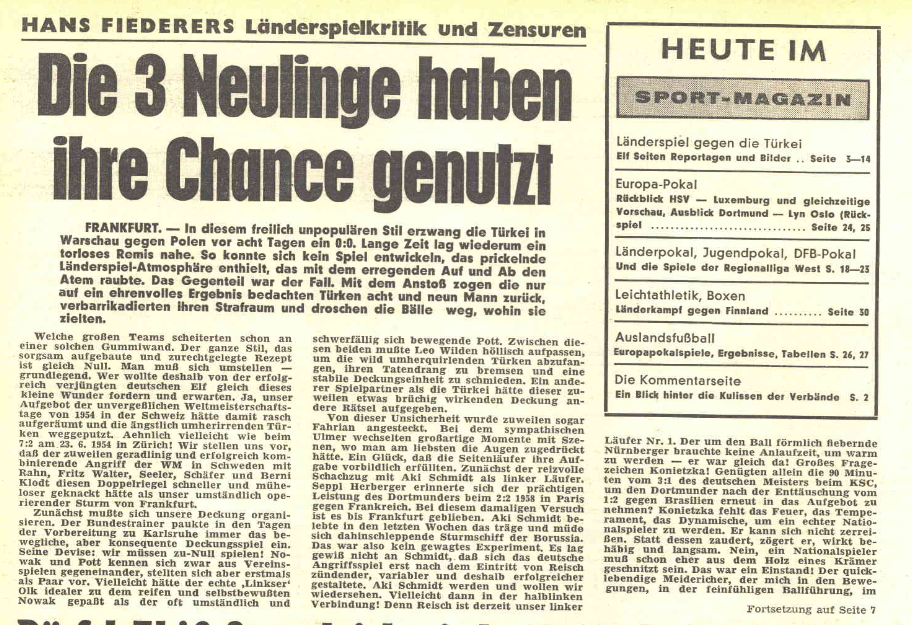 HANS FIEDERERS Länderspielkritik und Zensuren
Die 3 Neulinge haben
ihre Chance genutzt
FRANKFURT. — In diesem freilich unpopulären Stil erzwang die Türkei in
Warschau gegen Polen vor acht Tagen ein 0:0. Lange Zeit lag wiederum ein
torloses Remis nahe. So konnte sich kein Spiel entwickeln, das prickelnde
Länderspiel-Atmosphäre enthielt, das mit dem erregenden Auf und Ab den
Atem raubte. Das Gegenteil war der Fall. Mit dem Anstoß zogen die nur
auf ein ehrenvolles Ergebnis bedachten Türken acht und neun Mann zurück,
verbarrikadierten ihren Strafraum und droschen die Bälle weg, wohin sie
zielten.
Welche großen Teams scheiterten schon an
einer solchen Gummiwand. Der ganze Stil, das
sorgsam aufgebaute und zurechtgelegte Rezept
ist gleich Null. Man muß sich umstellen —
grundlegend. Wer wollte deshalb von der erfolg-
reich verjüngten deutschen Elf gleich dieses
kleine Wunder fordern und erwarten. Ja, unser
Aufgebot der unvergeßlichen Weltmeisterschafts-
tage von 1954 in der Schweiz hätte damit rasch
aufgeräumt und die ängstlich umherirrenden Tür-
ken weggeputzt. Aehnlich vielleicht wie beim
7:2 am 23. 6. 1954 in Zürich! Wir stellen uns vor,
daß der zuweilen geradlinig und erfolgreich kom-
binierende Angriff der WM in Schweden mit
Rahn, Fritz Walter, Seeler, Schäfer und Berni
Klodt diesen Doppelriegel schneller und mühe-
loser geknackt hätte als unser umständlich ope-
rierender Sturm von Frankfurt.
Zunächst mußte sich unsere Deckung organi-
sieren. Der Bundestrainer paukte in den Tagen
der Vorbereitung zu Karlsruhe immer das be-
wegliche, aber konsequente Deckungsspiel ein.
Seine Devise: wir müssen zu-Null spielen! No-
wak und Pott kennen sich zwar aus Vereins-
spielen gegeneinander, stellten sich aber erstmals
als Paar vor. Vielleicht hätte der echte ‚Linkser‘
Olk idealer zu dem reifen und selbstbewußten
Nowak gepaßt als der oft umständlich und
schwerfällig sich bewegende Pott. Zwischen die-
sen beiden mußte Leo Wilden höllisch aufpassen,
um die wild umherquirlenden Türken abzufan-
gen, ihren Tatendrang zu bremsen und eine
stabile Deckungseinheit zu schmieden. Ein ande-
rer Spielpartner als die Türkei hätte dieser zu-
weilen etwas brüchig wirkenden Deckung an-
dere Rätsel aufgegeben.
Von dieser Unsicherheit wurde zuweilen sogar
Fahrian angesteckt. Bei dem sympathischen
Ulmer wechselten großartige Momente mit Sze-
nen, wo man am liebsten die Augen zugedrückt
hätte. Ein Glück, daß die Seitenläufer ihre Auf-
gabe vorbildlich erfüllten. Zunächst der reizvolle
Schachzug mit Aki Schmidt als linker Läufer.
Seppl Herberger erinnerte sich der prächtigen
Leistung des Dortmunders beim 2:2 1958 in Paris
gegen Frankreich. Bei diesem damaligen Versuch
ist es bis Frankfurt geblieben. Aki Schmidt be-
lebte in den letzten Wochen das träge und müde
sich dahinschleppende Sturmschiff der Borussia.
Das war also kein gewagtes Experiment. Es lag
gewiß nicht an Schmidt, daß sich das deutsche
Angriffsspiel erst nach dem Eintritt von Reisch
zündender, variabler und deshalb erfolgreicher
gestaltete. Aki Schmidt werden und wollen wir
wiedersehen. Vielleicht dann in der halblinken
Verbindung! Denn Reisch ist derzeit unser linker
HEUTE IM
SPORT-MAGAZIN
Länderspiel gegen die Türkei
Elf Seiten Reportagen und Bilder .. Seite 3—14
Europa-Pokal
Rückblick HSV — Luxemburg und gleichzeitige
Vorschau, Ausblick Dortmund — Lyn Oslo (Rück-
spiel .................................. Seite 24, 25
Länderpokal, Jugendpokal, DFB-Pokal
Und die Spiele der Regionalliga West S. 18—23
Leichtathletik, Boxen
Länderkampf gegen Finnland .......... Seite 30
Auslandsfußball
Europapokalspiele, Ergebnisse, Tabellen S. 26, 27
Die Kommentarseite
Ein Blick hinter die Kulissen der Verbände S. 2
Läufer Nr. 1. Der um den Ball förmlich fiebernde
Nürnberger brauchte keine Anlaufzeit, um warm
zu werden — er war gleich da! Großes Frage-
zeichen Konietzka! Genügten allein die 90 Minu-
ten vom 3:1 des deutschen Meisters beim KSC,
um den Dortmunder nach der Enttäuschung vom
1:2 gegen Brasilien erneut in das Aufgebot zu
nehmen? Konietzka fehlt das Feuer, das Tempe-
rament, das Dynamische, um ein echter Natio-
nalspieler zu werden. Er kann sich nicht zerrei-
ßen. Statt dessen zaudert, zögert er, wirkt be-
häbig und langsam. Nein, ein Nationalspieler
muß schon eher aus dem Holz eines Krämer
geschnitzt sein. Das war ein Einstand! Der quick-
lebendige Meidericher, der mich in den Bewe-
gungen, in der feinfühligen Ballführung, im
Fortsetzung auf Seite 7